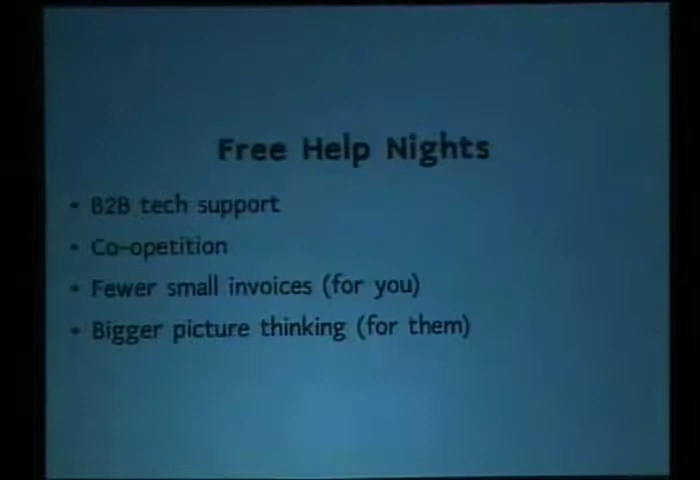 Free Help Nights
• B2B tech support
• Co-opetition
• Fewer small invoices (for you)
• Bigger picture thinking (for them)